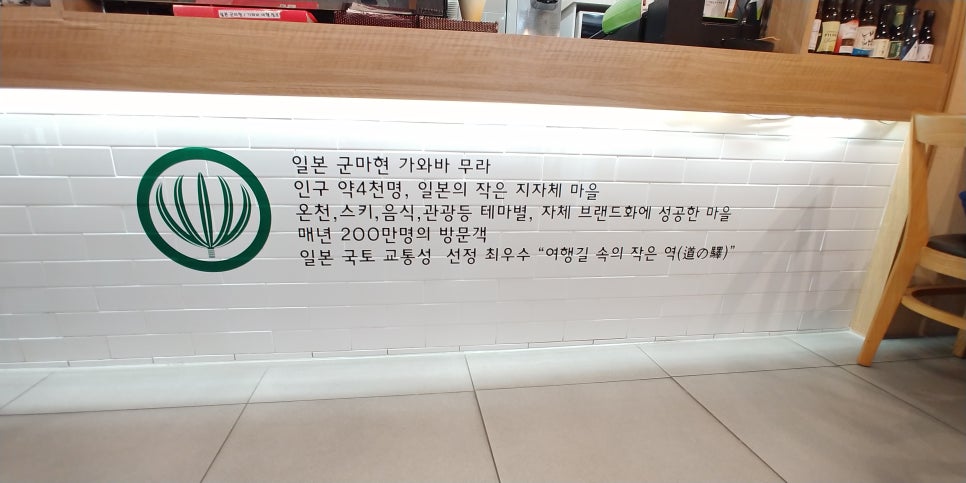 일본 군마현 가와바 무라
인구 약4천명, 일본의 작은 지자체 마을
온천,스키,음식,관광등 테마별, 자체 브랜드화에 성공한 마을
매년 200만명의 방문객
일본 국토 교통성 선정 최우수 “여행길 속의 작은 역(道の驛)”